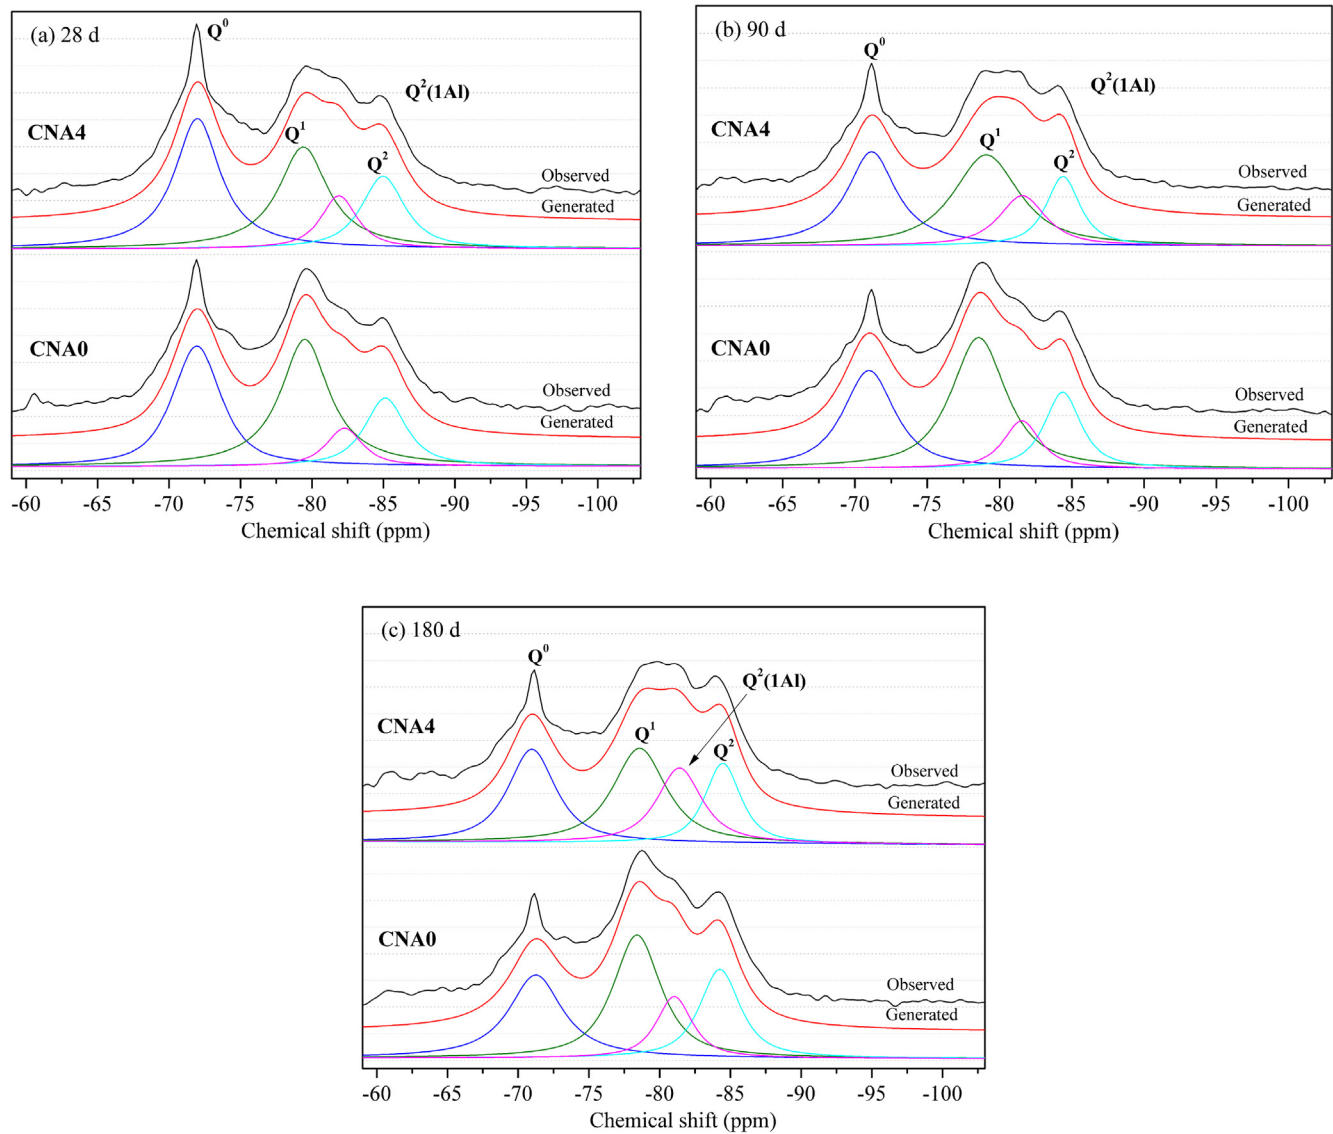 (a) 28 d
Q⁰
Q²(1Al)
CNA4
Q¹
Q²
Observed
Generated
CNA0
Observed
Generated
-60 -65 -70 -75 -80 -85 -90 -95 -100
Chemical shift (ppm)
(b) 90 d
Q⁰
Q²(1Al)
CNA4
Q¹
Q²
Observed
Generated
CNA0
Observed
Generated
-60 -65 -70 -75 -80 -85 -90 -95 -100
Chemical shift (ppm)
(c) 180 d
Q⁰
Q²(1Al)
CNA4
Q¹
Q²
Observed
Generated
CNA0
Observed
Generated
-60 -65 -70 -75 -80 -85 -90 -95 -100
Chemical shift (ppm)